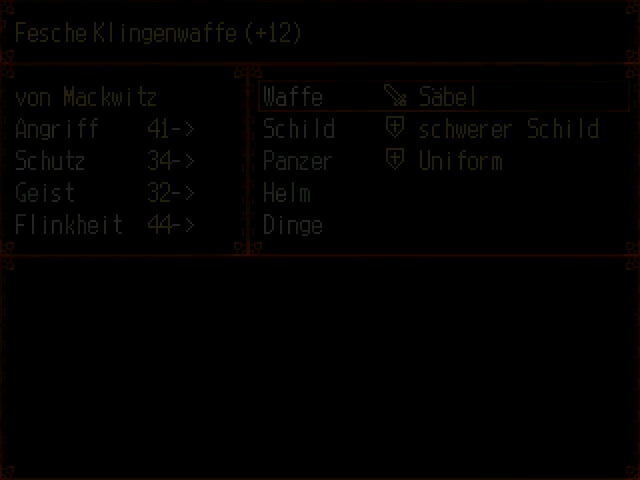 Fesche Klingenwaffe (+12)
von Mackwitz
Angriff 41->
Schutz 34->
Geist 32->
Flinkheit 44->
Waffe Säbel
Schild schwerer Schild
Panzer Uniform
Helm
Dinge